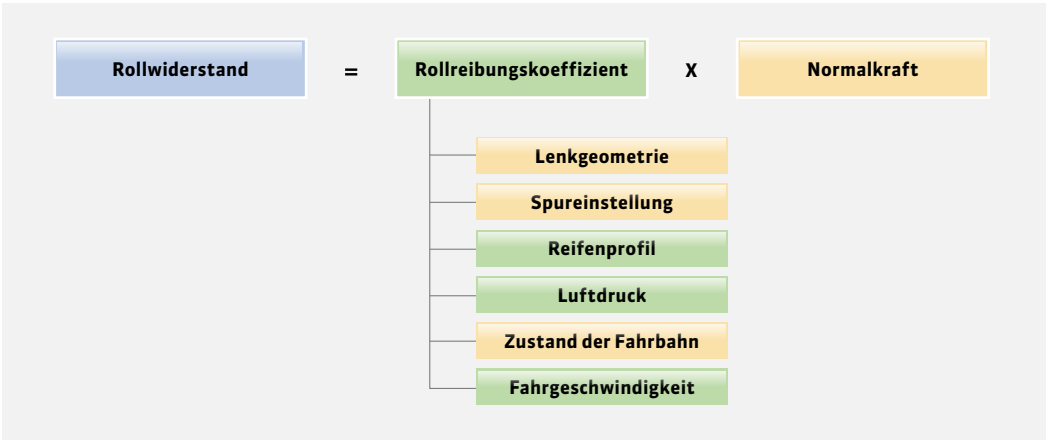 Rollwiderstand = Rollreibungskoeffizient X Normalkraft
Lenkgeometrie
Spureinstellung
Reifenprofil
Luftdruck
Zustand der Fahrbahn
Fahrgeschwindigkeit